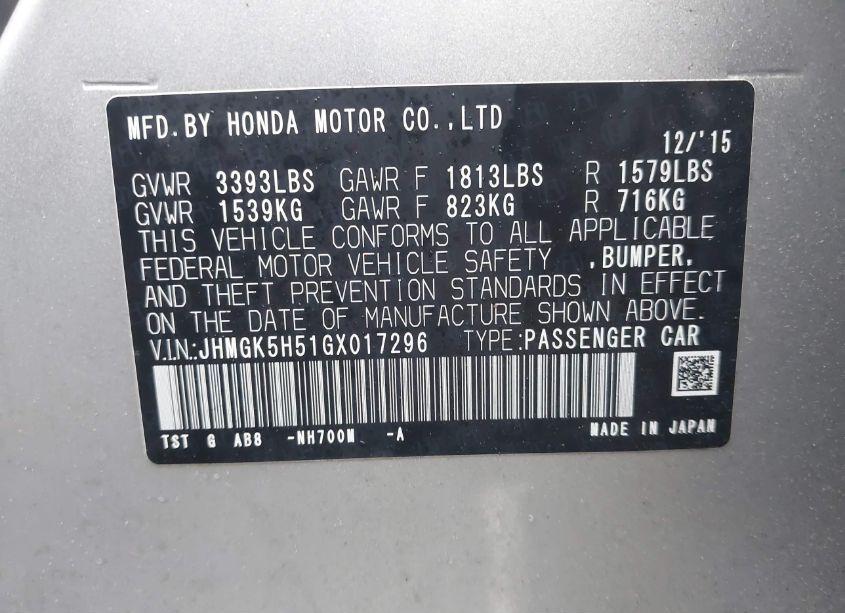 MFD.BY HONDA MOTOR CO.,LTD
12/'15
GVWR 3393LBS GAWR F 1813LBS R 1579LBS
GVWR 1539KG GAWR F 823KG R 716KG
THIS VEHICLE CONFORMS TO ALL APPLICABLE
FEDERAL MOTOR VEHICLE SAFETY ,BUMPER,
AND THEFT PREVENTION STANDARDS IN EFFECT
ON THE DATE OF MANUFACTURE SHOWN ABOVE.
V.I.N.:JHMGK5H51GX017296 TYPE:PASSENGER CAR
TST G AB8 -NH700M -A MADE IN JAPAN